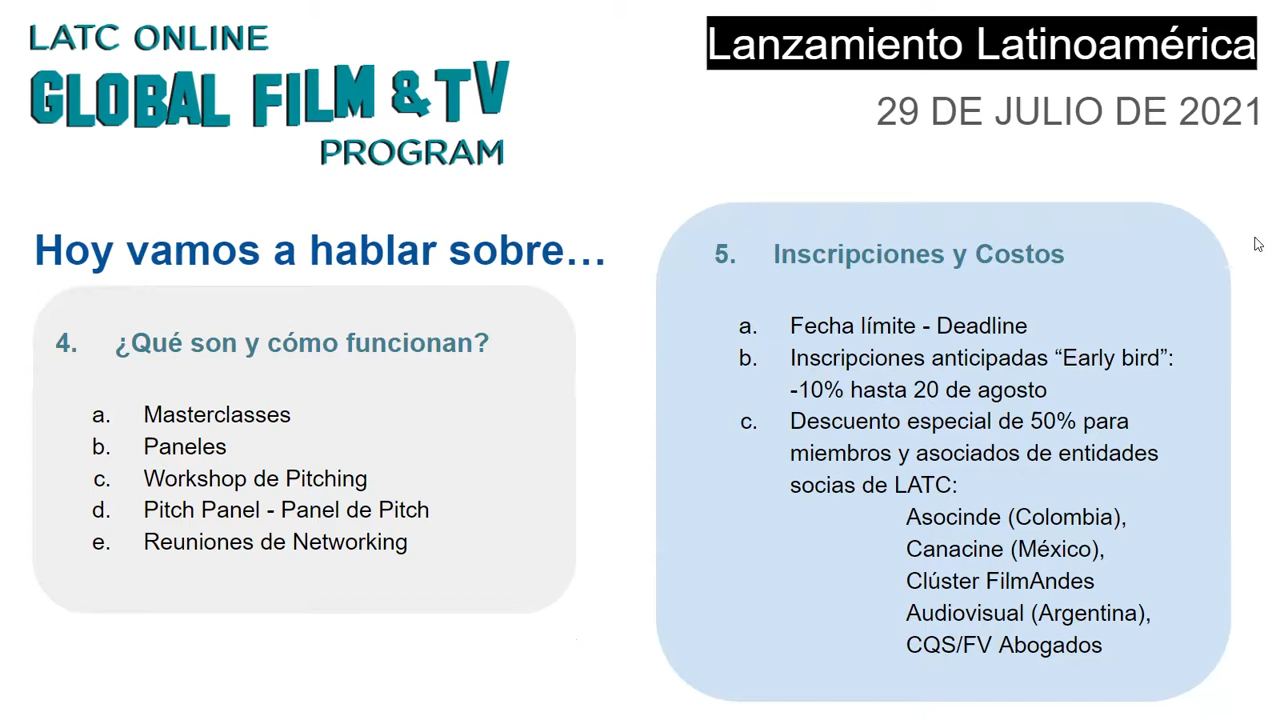 LATC ONLINE
GLOBAL FILM & TV
PROGRAM
Lanzamiento Latinoamérica
29 DE JULIO DE 2021
Hoy vamos a hablar sobre…
4. ¿Qué son y cómo funcionan?
a. Masterclasses
b. Paneles
c. Workshop de Pitching
d. Pitch Panel - Panel de Pitch
e. Reuniones de Networking
5. Inscripciones y Costos
a. Fecha límite - Deadline
b. Inscripciones anticipadas “Early bird”:
-10% hasta 20 de agosto
c. Descuento especial de 50% para
miembros y asociados de entidades
socias de LATC:
Asocinde (Colombia),
Canacine (México),
Clúster FilmAndes
Audiovisual (Argentina),
CQS/FV Abogados